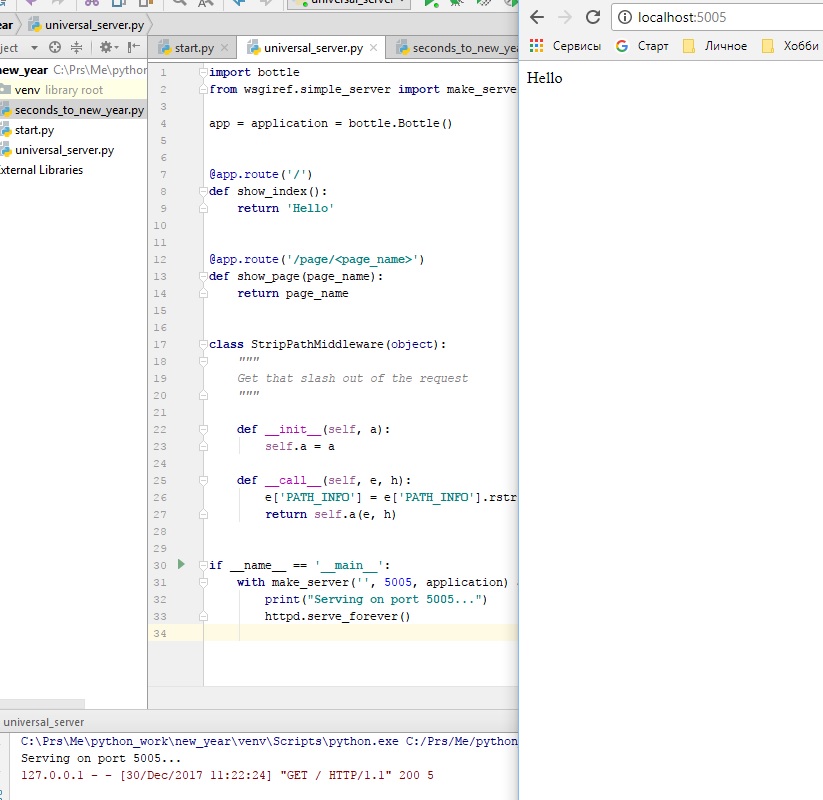 universal_server
ear
universal_server.py
ject
start.py
universal_server.py
seconds_to_new_yea
new_year C:\Prs\Me\python
venv library root
seconds_to_new_year.py
start.py
universal_server.py
xternal Libraries
1 import bottle
2 from wsgiref.simple_server import make_serve
3
4 app = application = bottle.Bottle()
5
6
7 @app.route('/')
8 def show_index():
9 return 'Hello'
10
11
12 @app.route('/page/<page_name>')
13 def show_page(page_name):
14 return page_name
15
16
17 class StripPathMiddleware(object):
18 """
19 Get that slash out of the request
20 """
21
22 def __init__(self, a):
23 self.a = a
24
25 def __call__(self, e, h):
26 e['PATH_INFO'] = e['PATH_INFO'].rstr
27 return self.a(e, h)
28
29
30 if __name__ == '__main__':
31 with make_server('', 5005, application)
32 print("Serving on port 5005...")
33 httpd.serve_forever()
34
universal_server
C:\Prs\Me\python_work\new_year\venv\Scripts\python.exe C:/Prs/Me/python
Serving on port 5005...
127.0.0.1 - - [30/Dec/2017 11:22:24] "GET / HTTP/1.1" 200 5
localhost:5005
Сервисы
Старт
Личное
Хобби
Hello